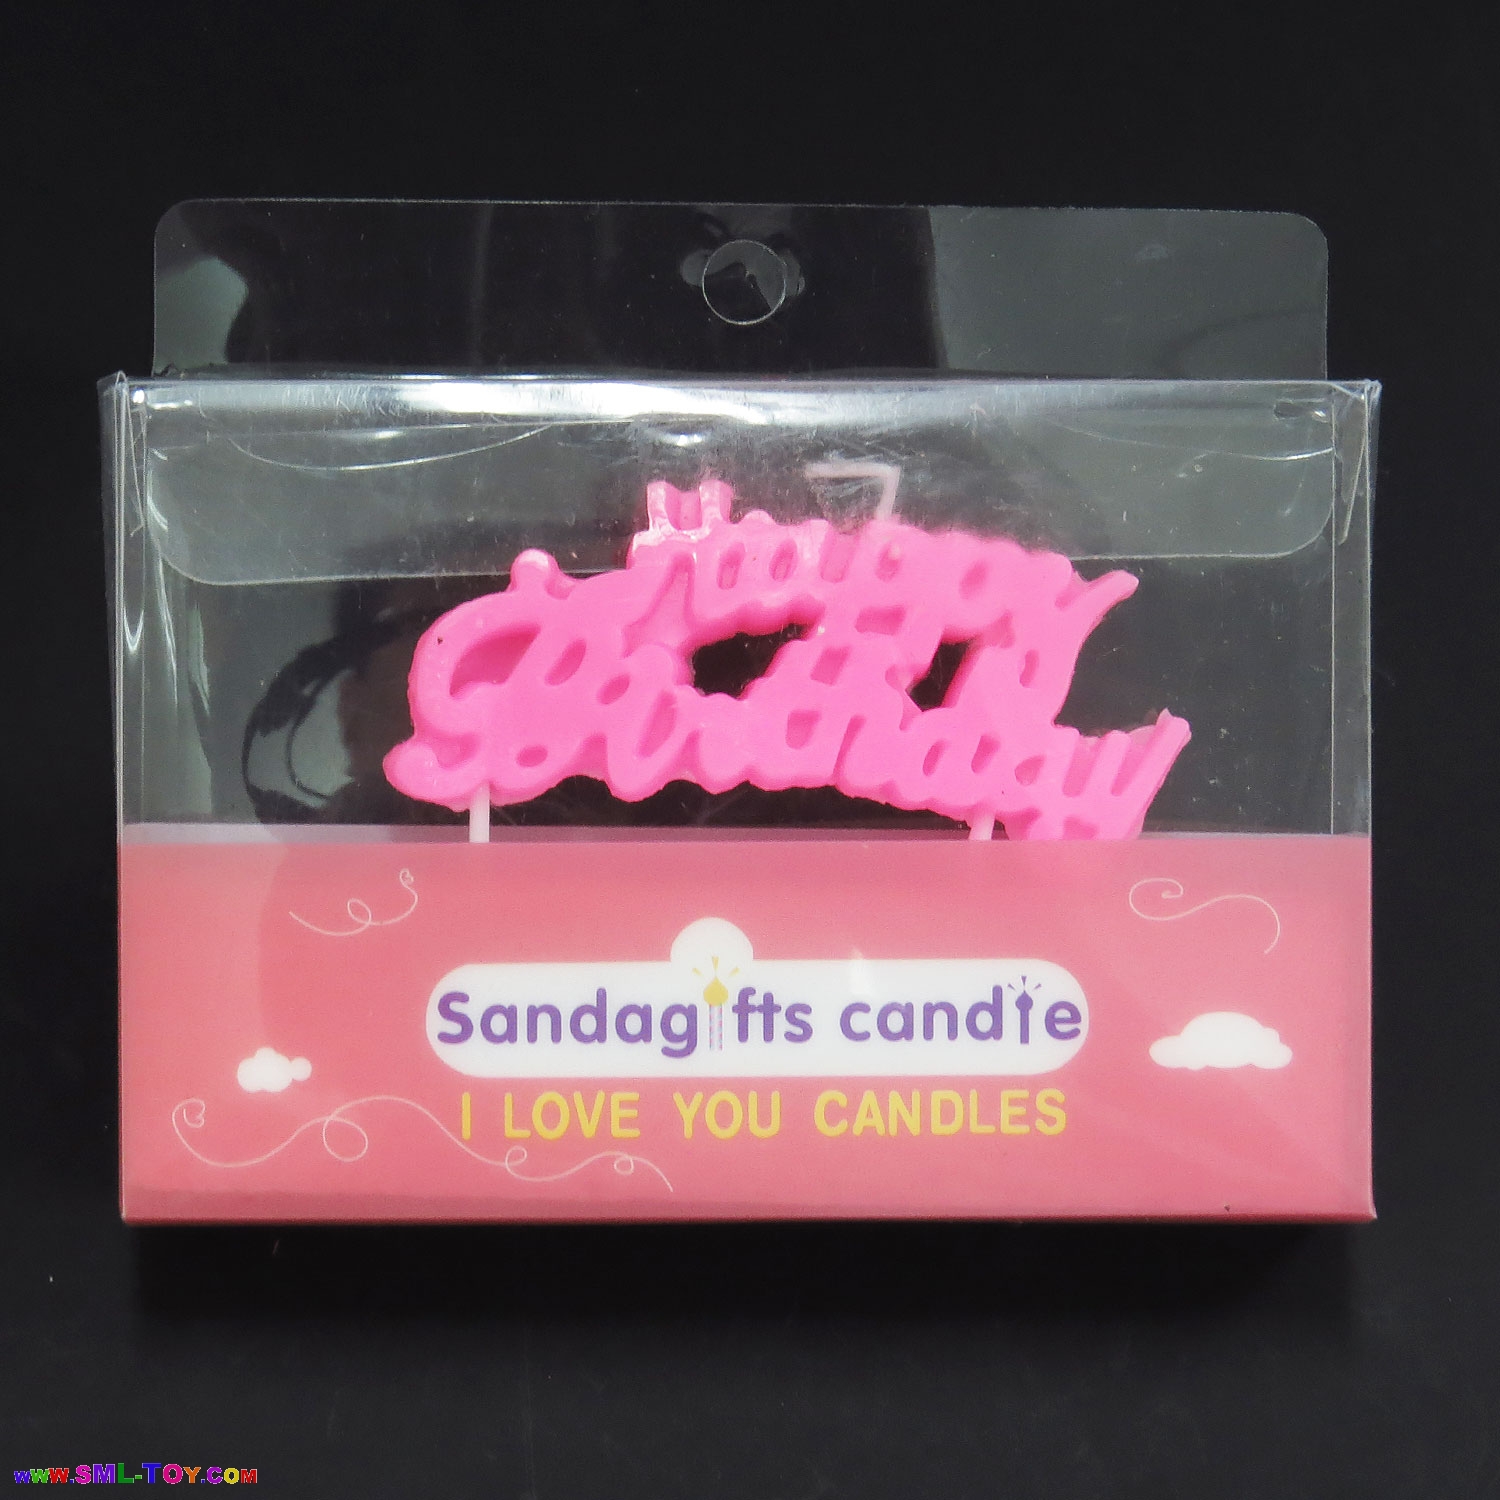 Happy
Birthday
Sandagifts candle
I LOVE YOU CANDLES
www.SML-TOY.COM